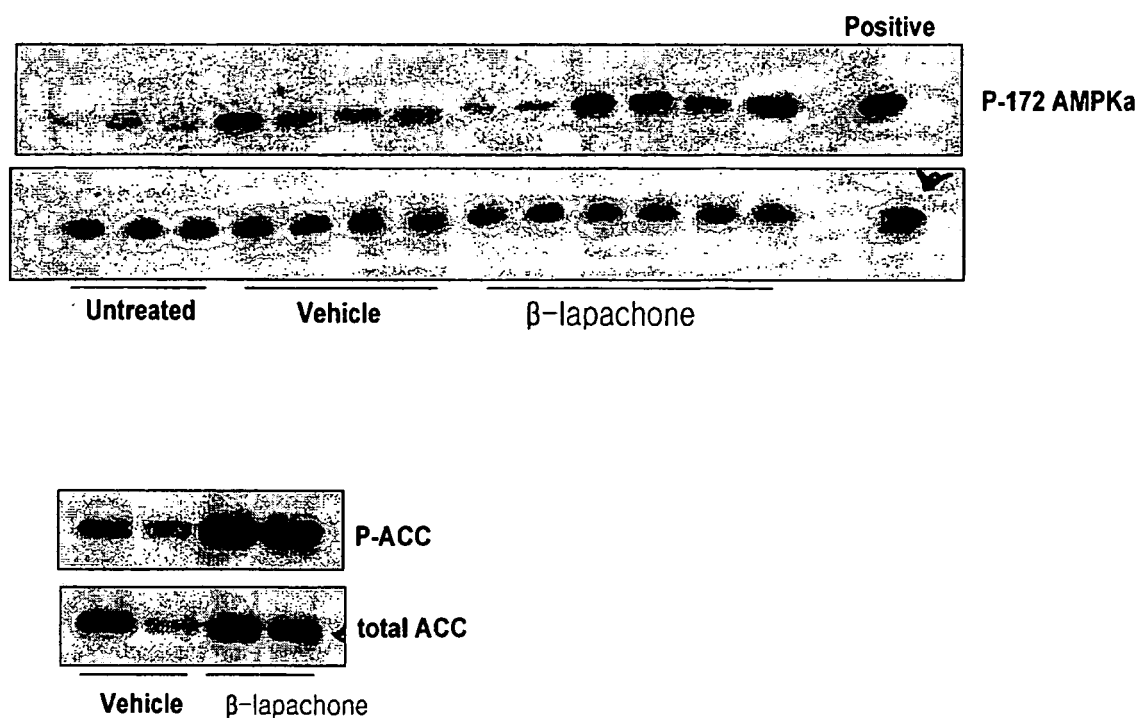 Positive
P-172 AMPKa
Untreated Vehicle β-lapachone
P-ACC
total ACC
Vehicle β-lapachone